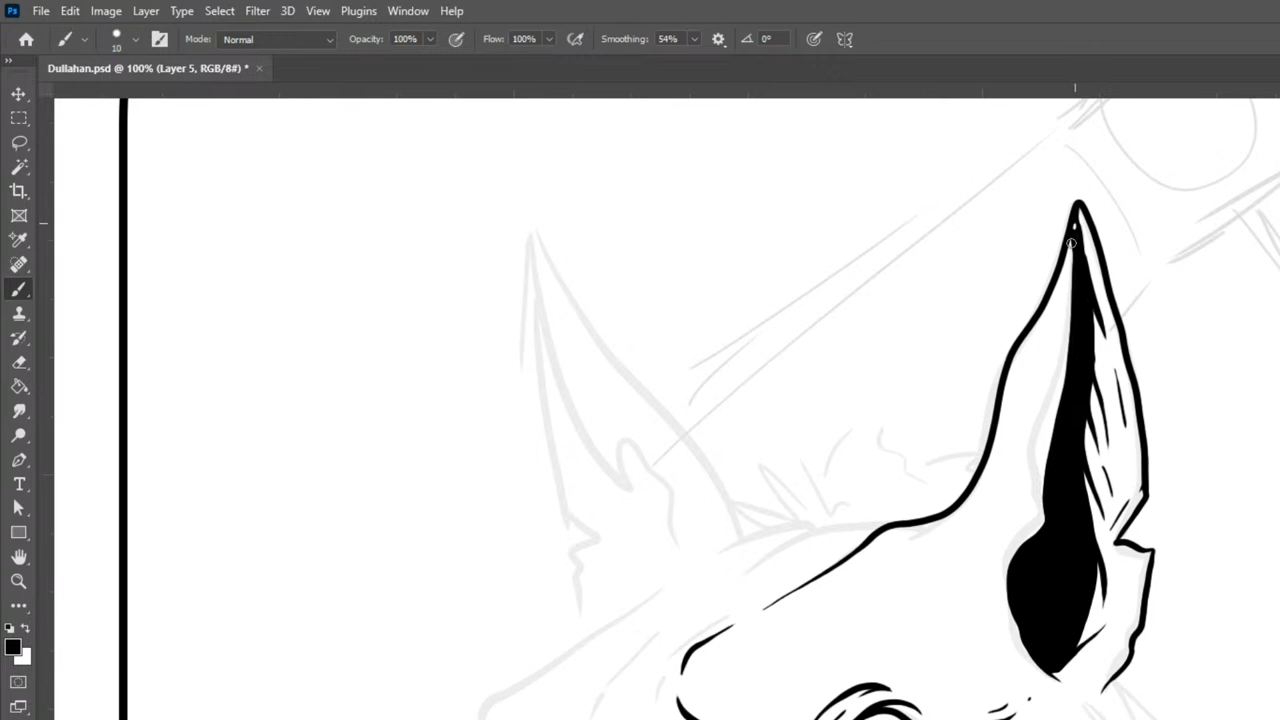 Ps File Edit Image Layer Type Select Filter 3D View Plugins Window Help
10 Mode: Normal Opacity: 100% Flow: 100% Smoothing: 54% 0°
Dullahan.psd @ 100% (Layer 5, RGB/8#) * ×
T